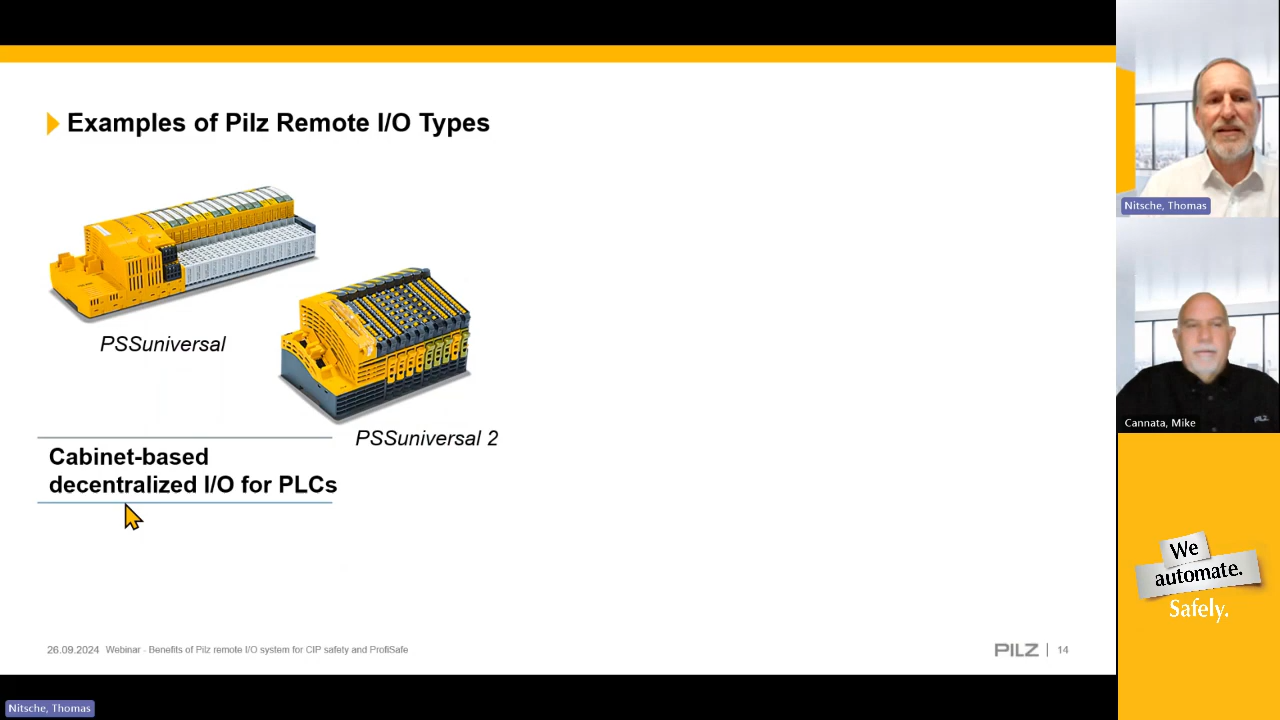 Examples of Pilz Remote I/O Types
PSSuniversal
PSSuniversal 2
Cabinet-based
decentralized I/O for PLCs
26.09.2024 Webinar - Benefits of Pilz remote I/O system for CIP safety and ProfiSafe
PILZ 14
Nitsche, Thomas
Nitsche, Thomas
Cannata, Mike
We
automate.
Safely.